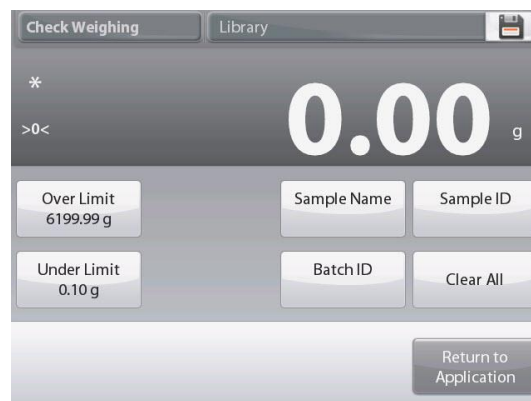 Check Weighing
Library
*
>0<
0.00 g
Over Limit
6199.99 g
Sample Name
Sample ID
Under Limit
0.10 g
Batch ID
Clear All
Return to
Application